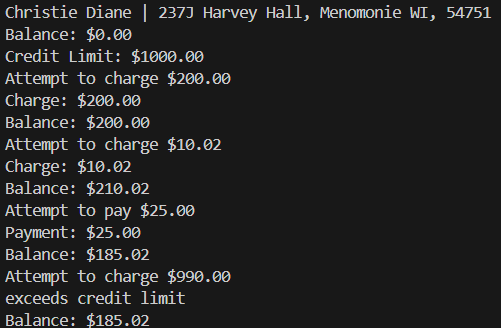 Christie Diane | 237J Harvey Hall, Menomonie WI, 54751
Balance: $0.00
Credit Limit: $1000.00
Attempt to charge $200.00
Charge: $200.00
Balance: $200.00
Attempt to charge $10.02
Charge: $10.02
Balance: $210.02
Attempt to pay $25.00
Payment: $25.00
Balance: $185.02
Attempt to charge $990.00
exceeds credit limit
Balance: $185.02